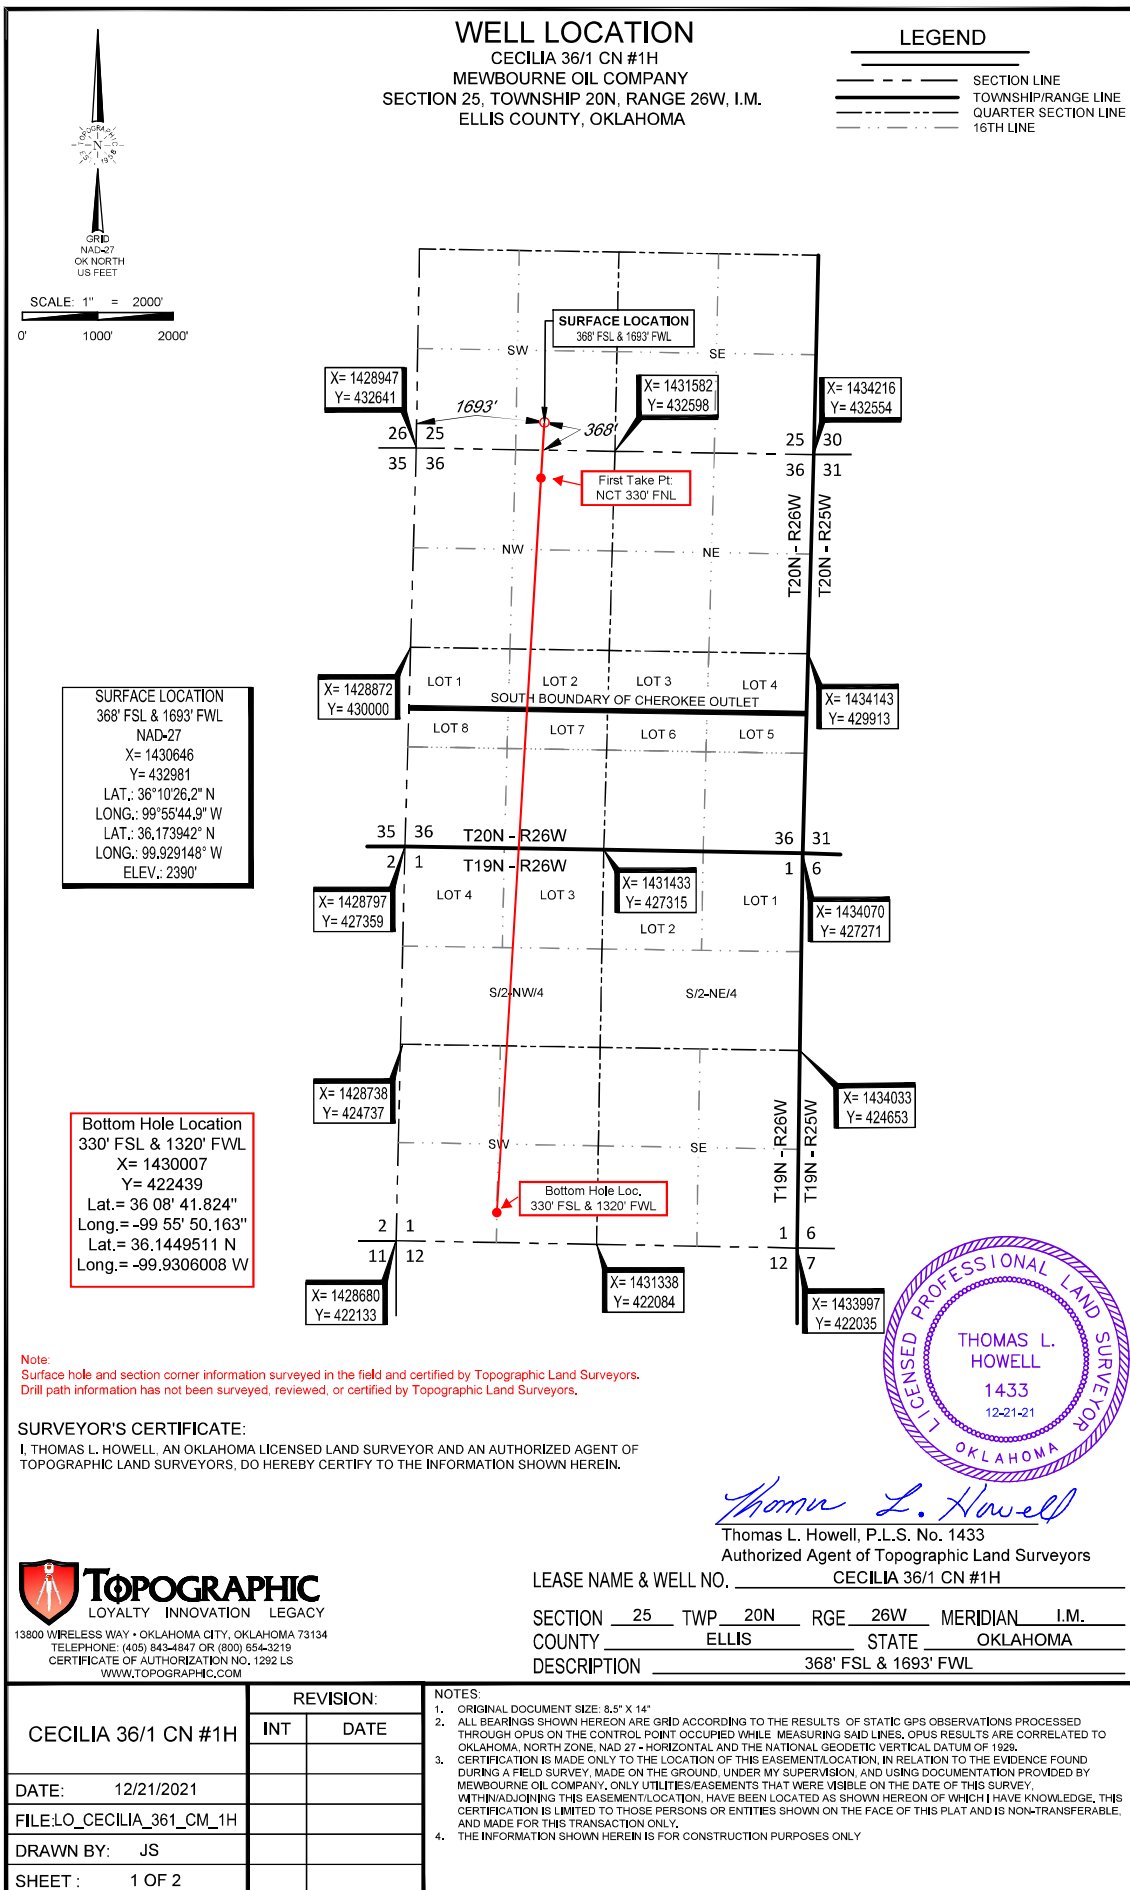 WELL LOCATION
CECILIA 36/1 CN #1H
MEWBOURNE OIL COMPANY
SECTION 25, TOWNSHIP 20N, RANGE 26W, I.M.
ELLIS COUNTY, OKLAHOMA
LEGEND
SECTION LINE
TOWNSHIP/RANGE LINE
QUARTER SECTION LINE
16TH LINE
TOPOGRAPHIC
N
EST. 1958
GRID
NAD-27
OK NORTH
US FEET
SCALE: 1" = 2000'
0' 1000' 2000'
SURFACE LOCATION
368' FSL & 1693' FWL
SW
SE
X= 1428947
Y= 432641
X= 1431582
Y= 432598
X= 1434216
Y= 432554
1693'
368'
26 25
35 36
25 30
36 31
First Take Pt:
NCT 330' FNL
T20N - R26W
T20N - R25W
NW
NE
X= 1428872
Y= 430000
LOT 1
LOT 2
LOT 3
LOT 4
SOUTH BOUNDARY OF CHEROKEE OUTLET
X= 1434143
Y= 429913
LOT 8
LOT 7
LOT 6
LOT 5
SURFACE LOCATION
368' FSL & 1693' FWL
NAD-27
X= 1430646
Y= 432981
LAT.: 36°10'26.2" N
LONG.: 99°55'44.9" W
LAT.: 36.173942° N
LONG.: 99.929148° W
ELEV.: 2390'
35 36
T20N - R26W
36 31
2 1
T19N - R26W
1 6
X= 1428797
Y= 427359
LOT 4
LOT 3
X= 1431433
Y= 427315
LOT 2
LOT 1
X= 1434070
Y= 427271
S/2-NW/4
S/2-NE/4
X= 1428738
Y= 424737
X= 1434033
Y= 424653
T19N - R26W
T19N - R25W
SW
SE
Bottom Hole Location
330' FSL & 1320' FWL
X= 1430007
Y= 422439
Lat.= 36 08' 41.824"
Long.= -99 55' 50.163"
Lat.= 36.1449511 N
Long.= -99.9306008 W
Bottom Hole Loc.
330' FSL & 1320' FWL
2 1
11 12
1 6
12 7
X= 1428680
Y= 422133
X= 1431338
Y= 422084
X= 1433997
Y= 422035
LICENSED PROFESSIONAL LAND SURVEYOR
THOMAS L.
HOWELL
1433
12-21-21
OKLAHOMA
Note:
Surface hole and section corner information surveyed in the field and certified by Topographic Land Surveyors.
Drill path information has not been surveyed, reviewed, or certified by Topographic Land Surveyors.
SURVEYOR'S CERTIFICATE:
I, THOMAS L. HOWELL, AN OKLAHOMA LICENSED LAND SURVEYOR AND AN AUTHORIZED AGENT OF
TOPOGRAPHIC LAND SURVEYORS, DO HEREBY CERTIFY TO THE INFORMATION SHOWN HEREIN.
Thomas L. Howell
Thomas L. Howell, P.L.S. No. 1433
Authorized Agent of Topographic Land Surveyors
TOPOGRAPHIC
LOYALTY INNOVATION LEGACY
13800 WIRELESS WAY • OKLAHOMA CITY, OKLAHOMA 73134
TELEPHONE: (405) 843-4847 OR (800) 654-3219
CERTIFICATE OF AUTHORIZATION NO. 1292 LS
WWW.TOPOGRAPHIC.COM
LEASE NAME & WELL NO. CECILIA 36/1 CN #1H
SECTION 25 TWP 20N RGE 26W MERIDIAN I.M.
COUNTY ELLIS STATE OKLAHOMA
DESCRIPTION 368' FSL & 1693' FWL
CECILIA 36/1 CN #1H
REVISION:
INT DATE
DATE: 12/21/2021
FILE:LO_CECILIA_361_CM_1H
DRAWN BY: JS
SHEET : 1 OF 2
NOTES:
1. ORIGINAL DOCUMENT SIZE: 8.5" X 14"
2. ALL BEARINGS SHOWN HEREON ARE GRID ACCORDING TO THE RESULTS OF STATIC GPS OBSERVATIONS PROCESSED
THROUGH OPUS ON THE CONTROL POINT OCCUPIED WHILE MEASURING SAID LINES. OPUS RESULTS ARE CORRELATED TO
OKLAHOMA, NORTH ZONE, NAD 27 - HORIZONTAL AND THE NATIONAL GEODETIC VERTICAL DATUM OF 1929.
3. CERTIFICATION IS MADE ONLY TO THE LOCATION OF THIS EASEMENT/LOCATION, IN RELATION TO THE EVIDENCE FOUND
DURING A FIELD SURVEY, MADE ON THE GROUND, UNDER MY SUPERVISION, AND USING DOCUMENTATION PROVIDED BY
MEWBOURNE OIL COMPANY. ONLY UTILITIES/EASEMENTS THAT WERE VISIBLE ON THE DATE OF THIS SURVEY,
WITHIN/ADJOINING THIS EASEMENT/LOCATION, HAVE BEEN LOCATED AS SHOWN HEREON OF WHICH I HAVE KNOWLEDGE. THIS
CERTIFICATION IS LIMITED TO THOSE PERSONS OR ENTITIES SHOWN ON THE FACE OF THIS PLAT AND IS NON-TRANSFERABLE,
AND MADE FOR THIS TRANSACTION ONLY.
4. THE INFORMATION SHOWN HEREIN IS FOR CONSTRUCTION PURPOSES ONLY